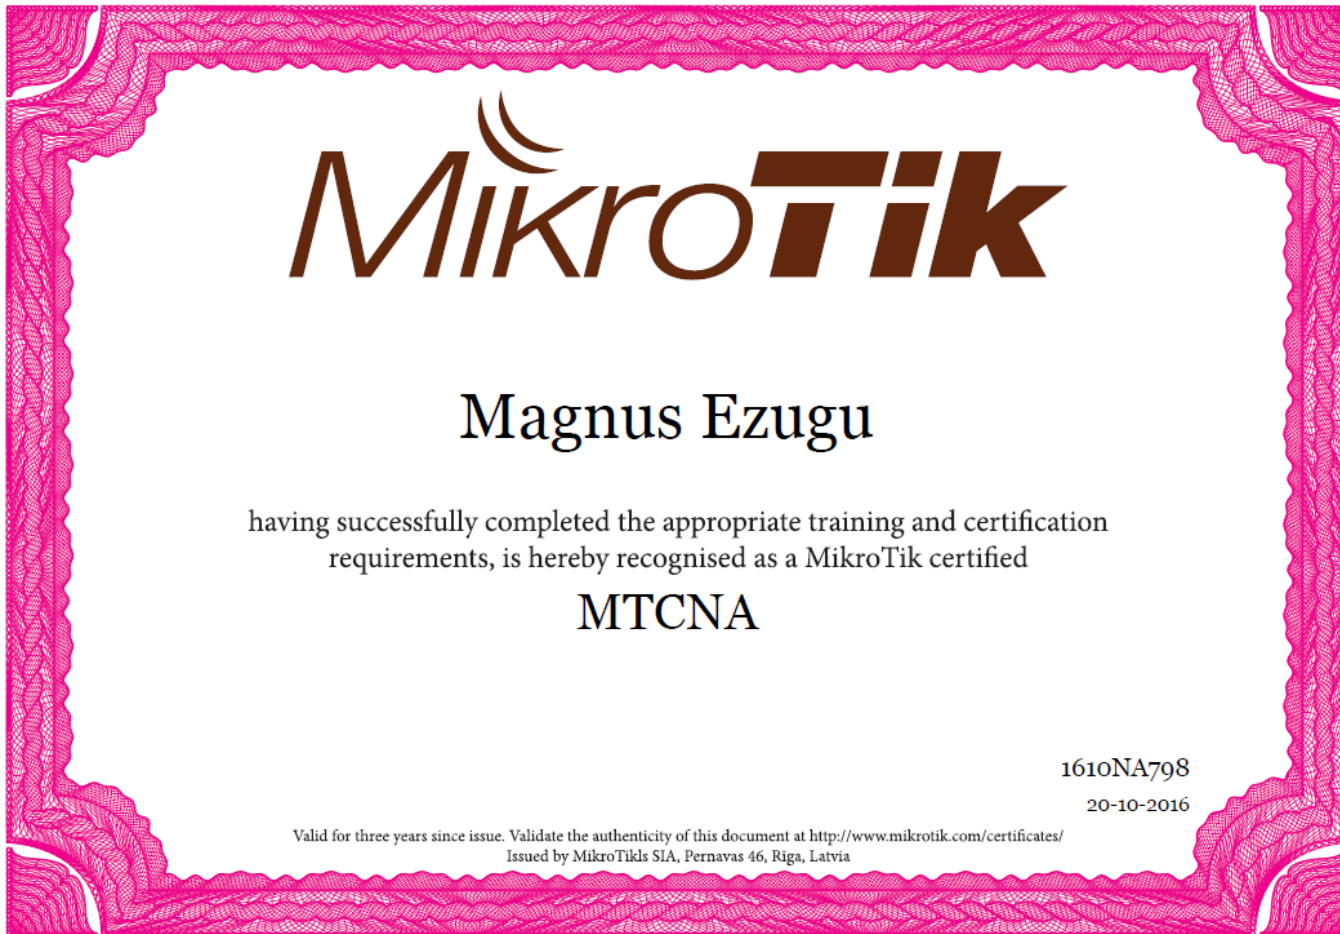 MikroTik
Magnus Ezugu
having successfully completed the appropriate training and certification
requirements, is hereby recognised as a MikroTik certified
MTCNA
1610NA798
20-10-2016
Valid for three years since issue. Validate the authenticity of this document at http://www.mikrotik.com/certificates/
Issued by MikroTikls SIA, Pernavas 46, Rīga, Latvia